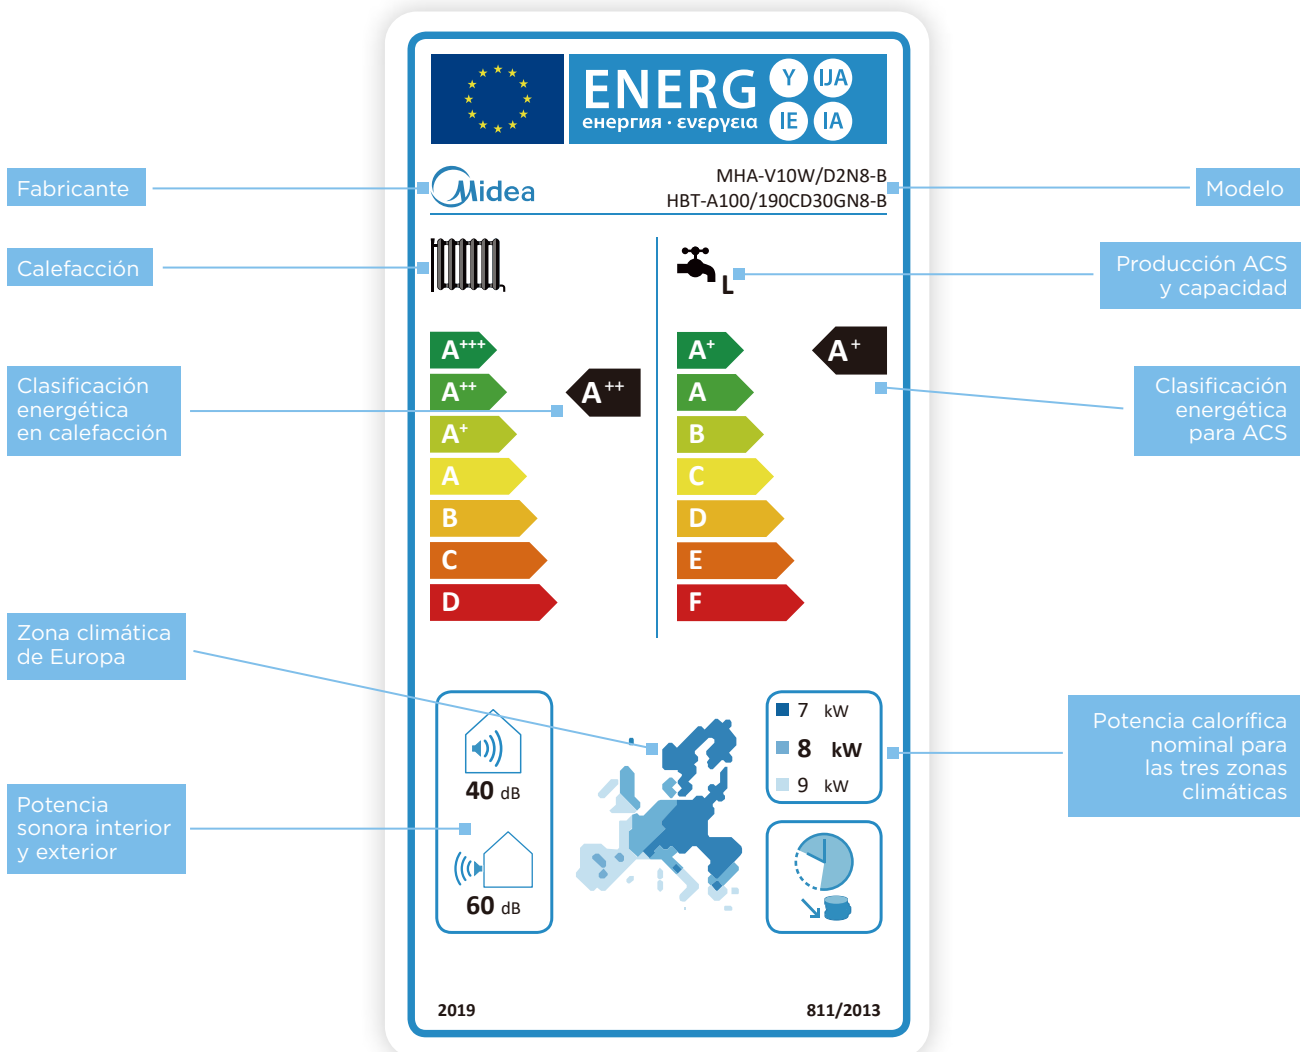 ENERG
Y
IJA
IE
IA
енергия · ενεργεια
Fabricante
Midea
MHA-V10W/D2N8-B
HBT-A100/190CD30GN8-B
Modelo
Calefacción
L
Producción ACS
y capacidad
Clasificación
energética
en calefacción
A+++
A++
A+
A
B
C
D
A++
A+
A
B
C
D
E
F
A+
Clasificación
energética
para ACS
Zona climática
de Europa
Potencia
sonora interior
y exterior
40 dB
60 dB
7 kW
8 kW
9 kW
Potencia calorífica
nominal para
las tres zonas
climáticas
2019
811/2013